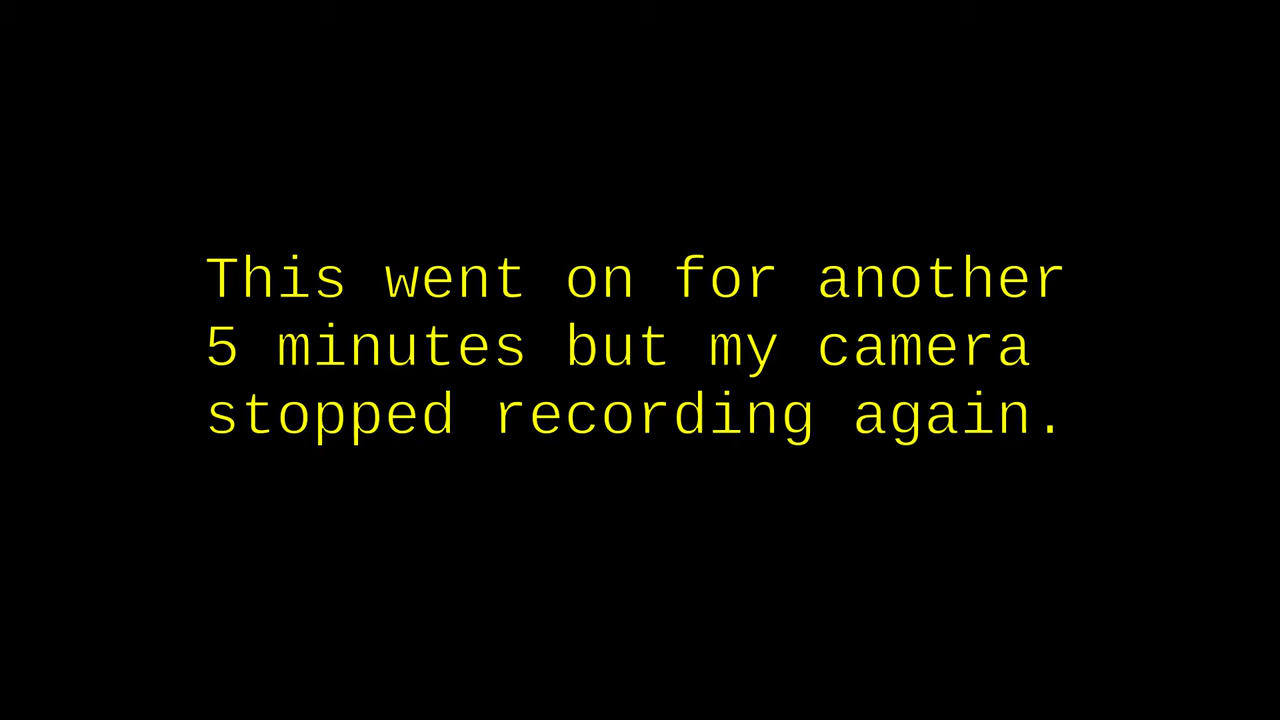 This went on for another
5 minutes but my camera
stopped recording again.